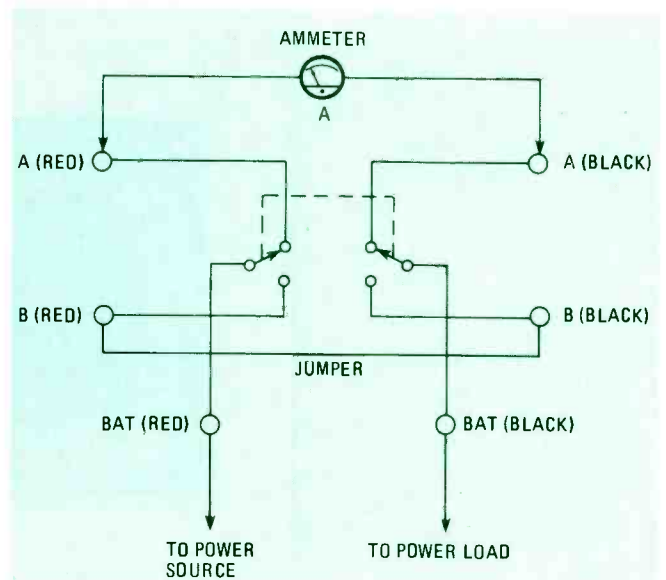 AMMETER
A
A (RED)
A (BLACK)
B (RED)
B (BLACK)
JUMPER
BAT (RED)
BAT (BLACK)
TO POWER
SOURCE
TO POWER LOAD